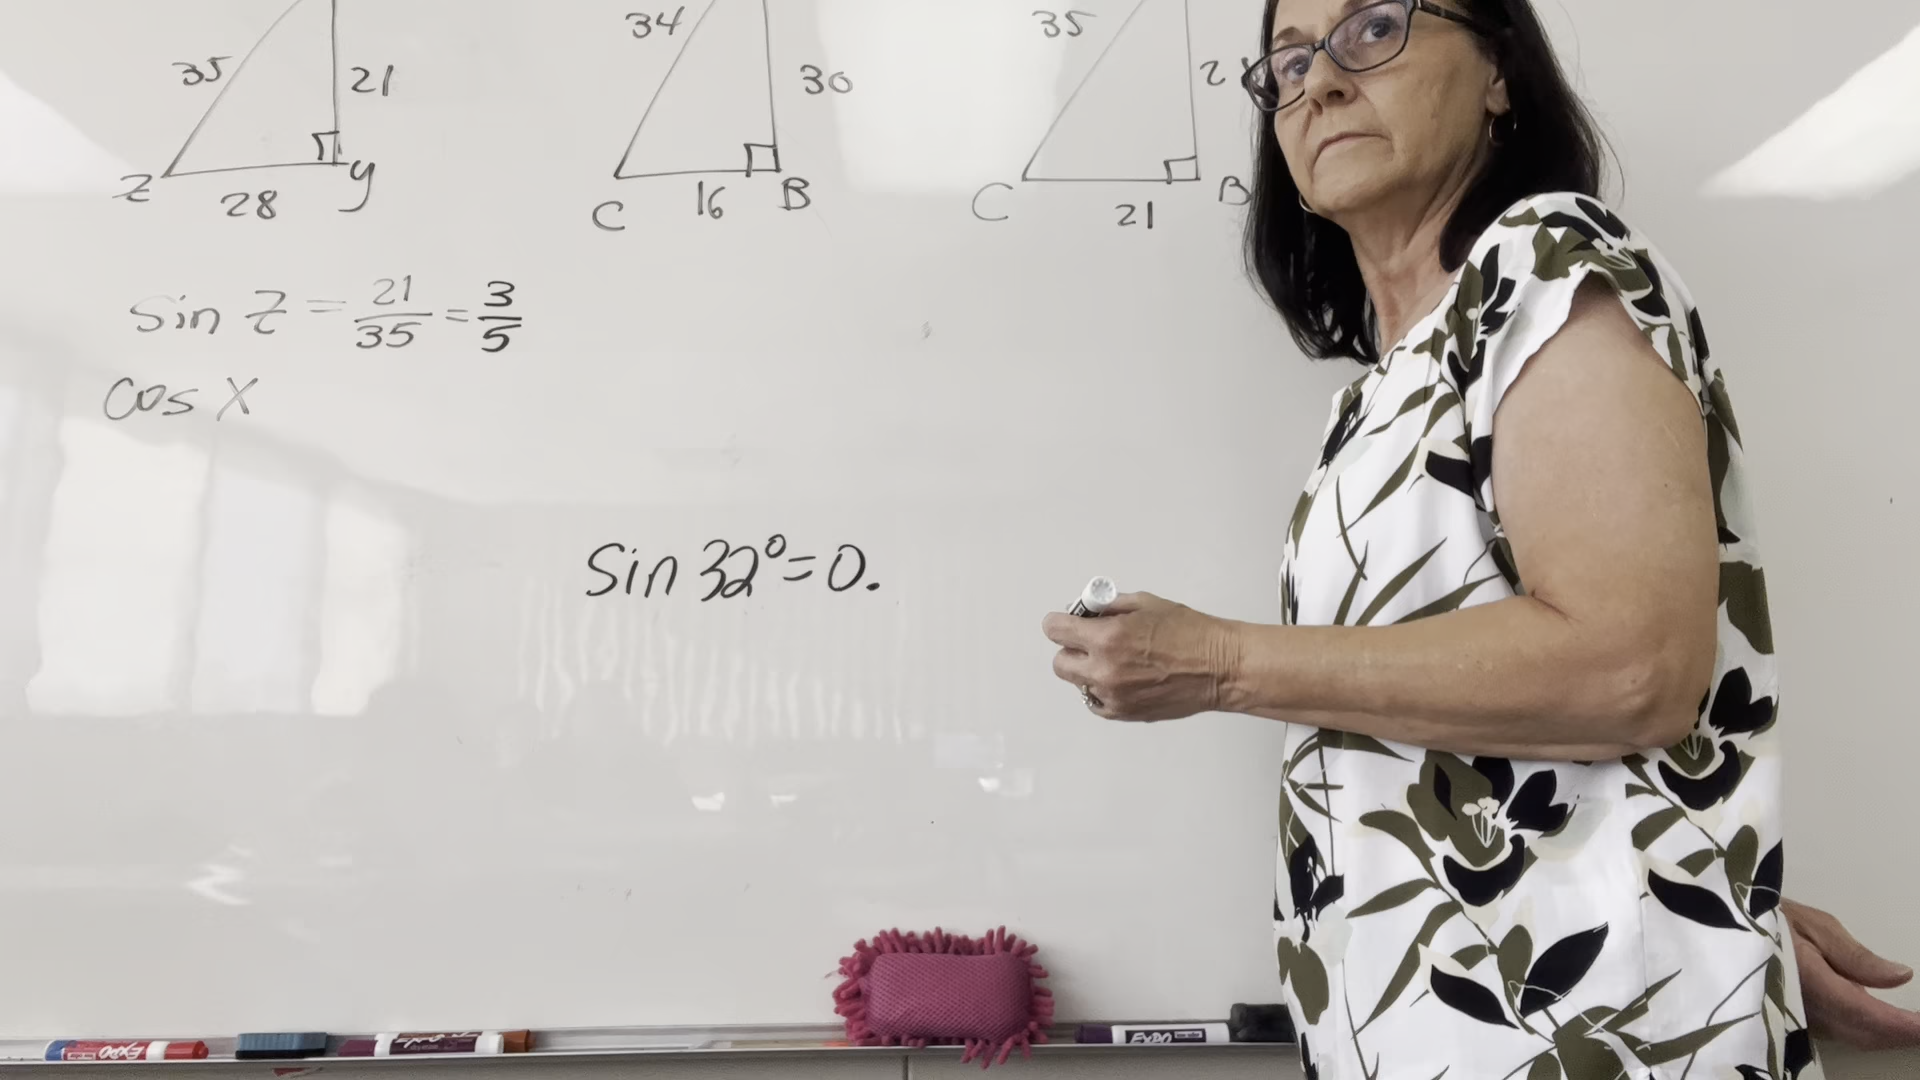 35
21
Z
28
y
34
30
C
16
B
35
C
21
B
Sin Z = 21/35 = 3/5
cos X
Sin 32° = 0.
EXPO
EXPO